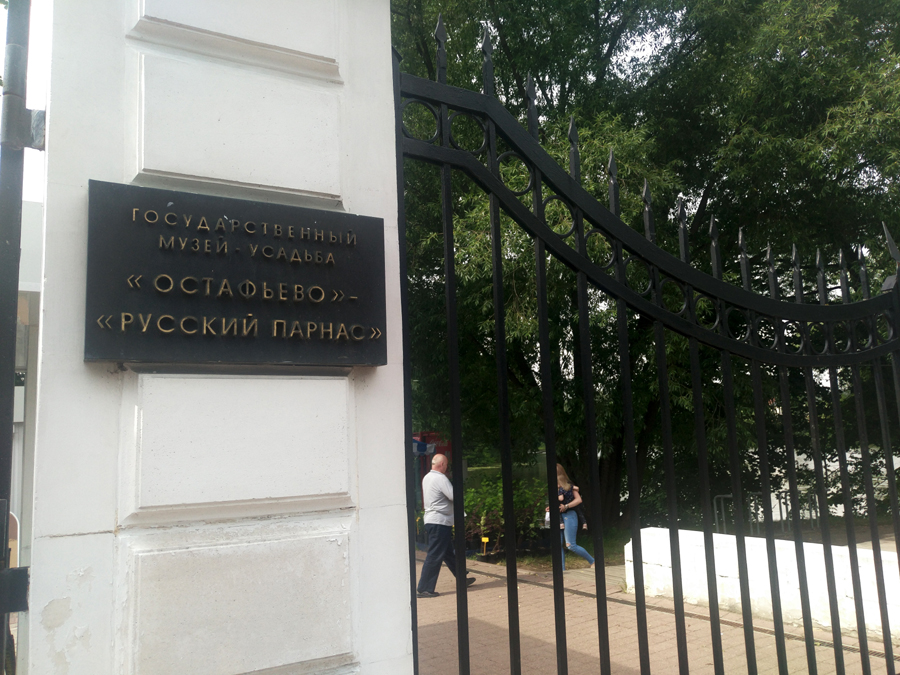 ГОСУДАРСТВЕННЫЙ
МУЗЕЙ - УСАДЬБА
«ОСТАФЬЕВО» -
«РУССКИЙ ПАРНАС»